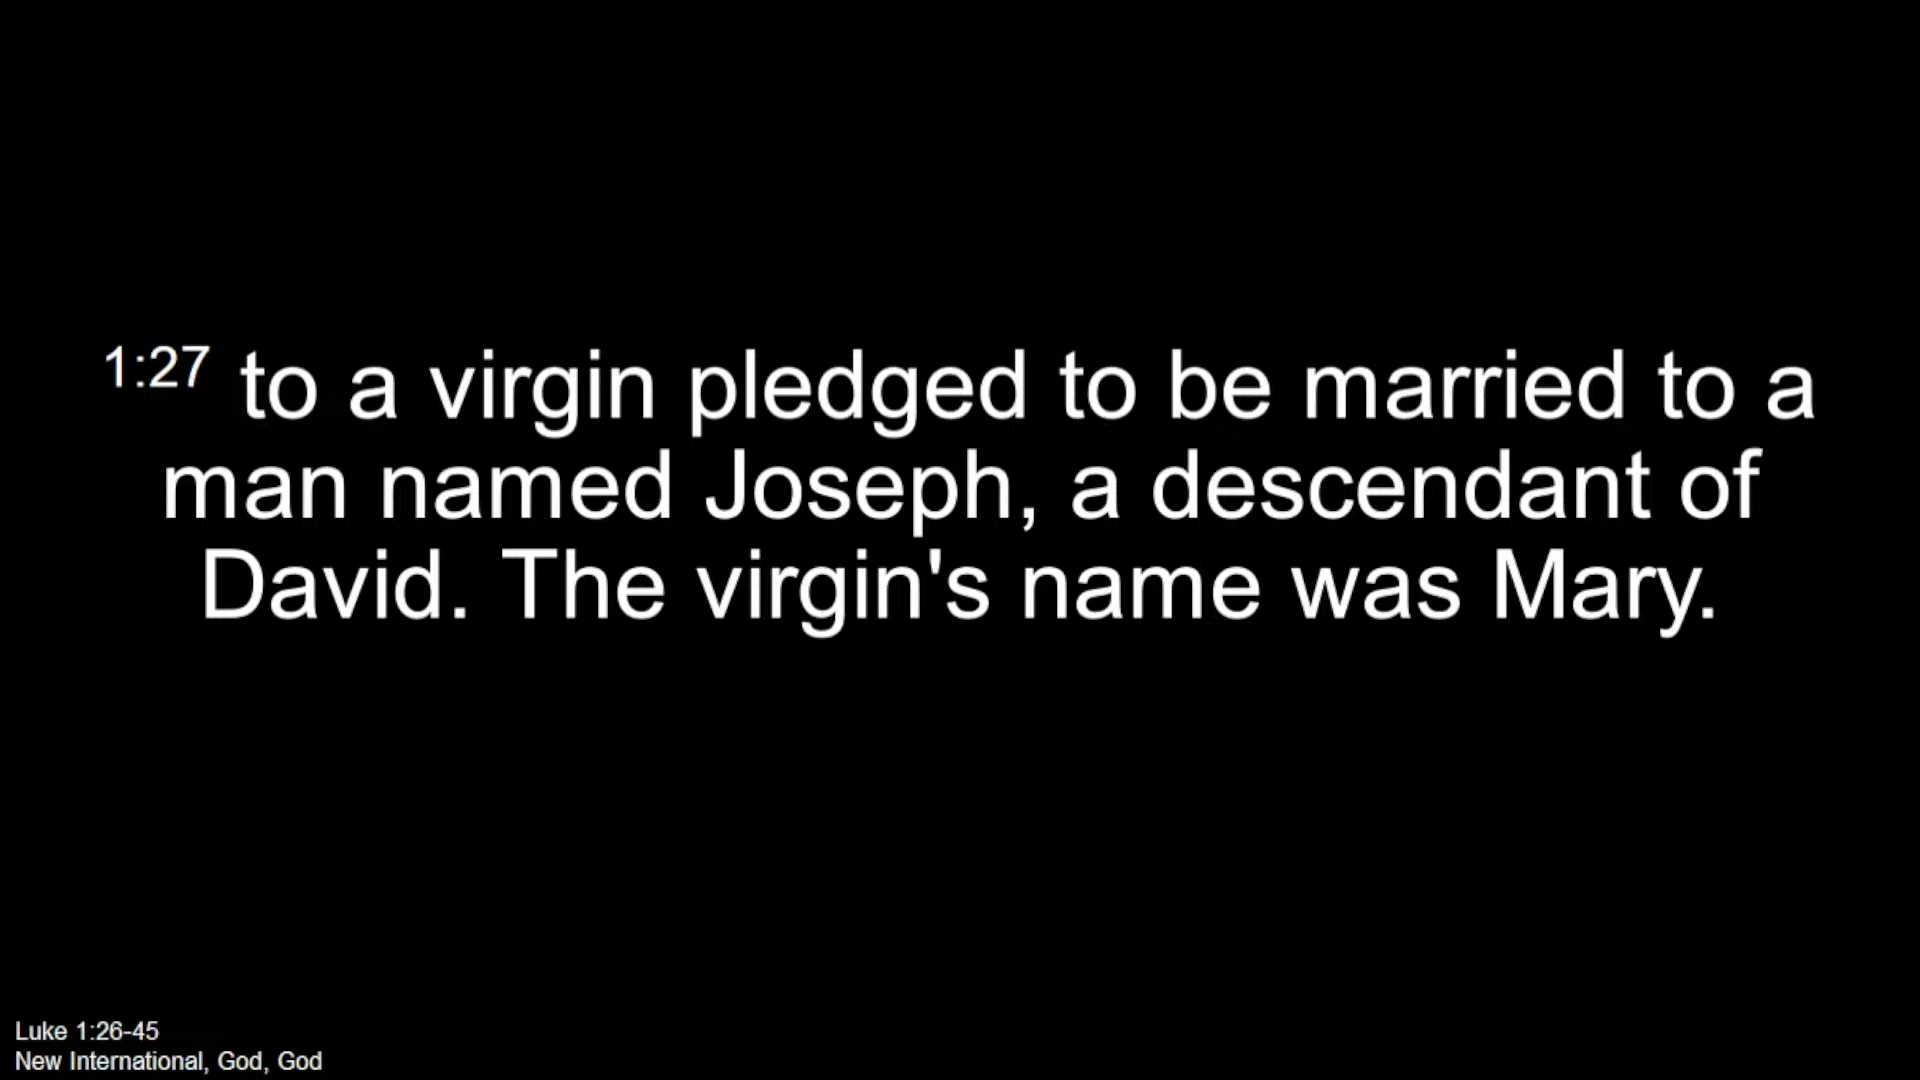 1:27 to a virgin pledged to be married to a
man named Joseph, a descendant of
David. The virgin's name was Mary.
Luke 1:26-45
New International, God, God